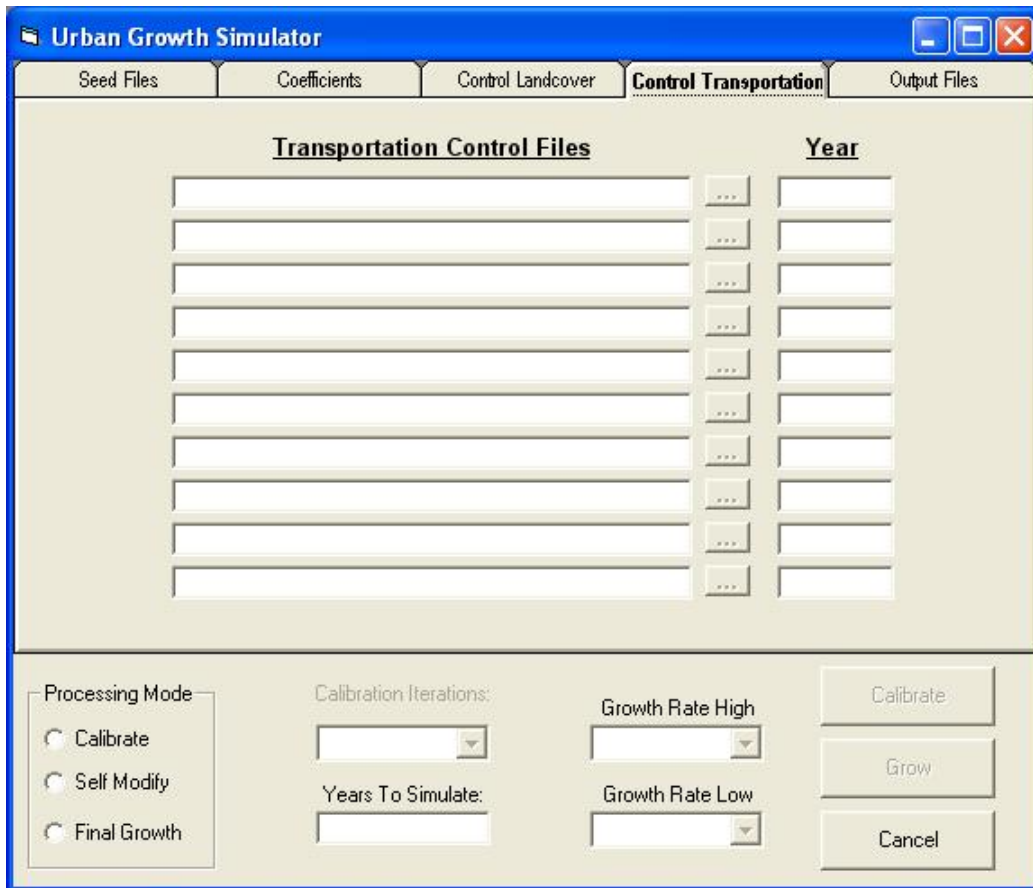 Urban Growth Simulator
Seed Files Coefficients Control Landcover Control Transportation Output Files
Transportation Control Files Year
...
...
...
...
...
...
...
...
...
...
Processing Mode Calibration Iterations: Growth Rate High Calibrate
Calibrate
Self Modify Years To Simulate: Growth Rate Low Grow
Final Growth Cancel